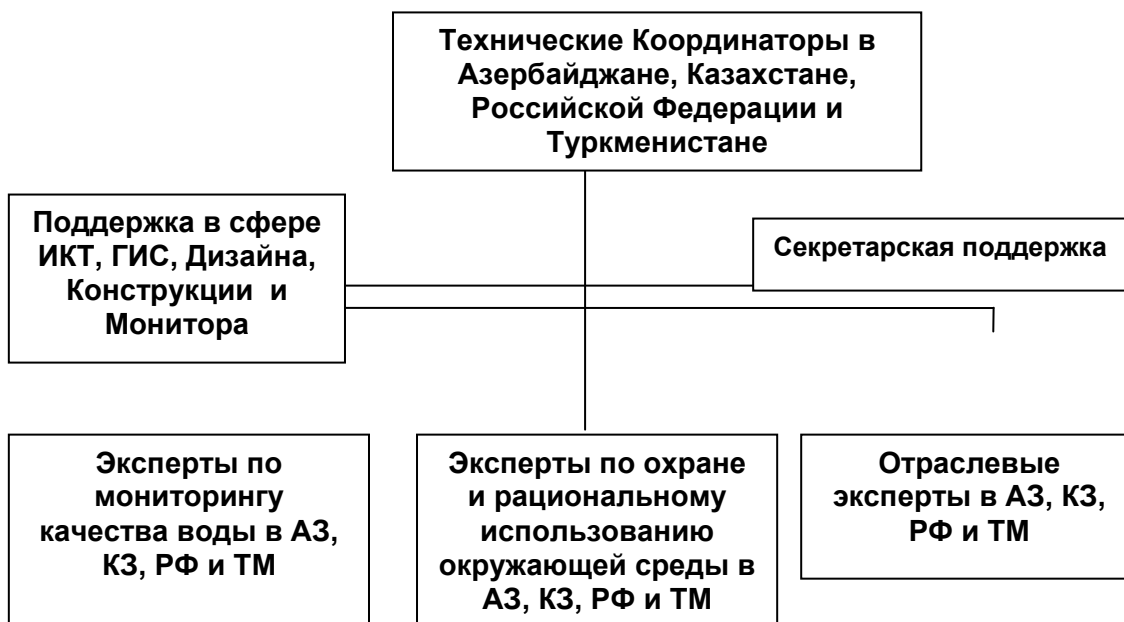 Технические Координаторы в
Азербайджане, Казахстане,
Российской Федерации и
Туркменистане
Поддержка в сфере
ИКТ, ГИС, Дизайна,
Конструкции и
Монитора
Секретарская поддержка
Эксперты по
мониторингу
качества воды в АЗ,
КЗ, РФ и ТМ
Эксперты по охране
и рациональному
использованию
окружающей среды в
АЗ, КЗ, РФ и ТМ
Отраслевые
эксперты в АЗ, КЗ,
РФ и ТМ